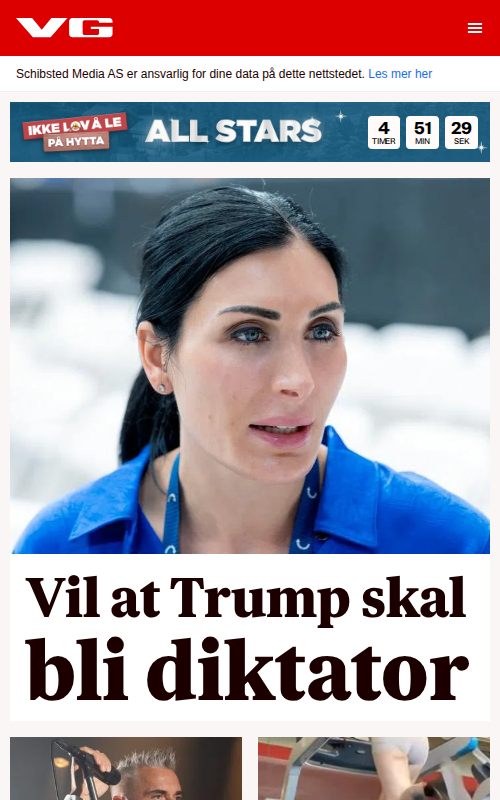 VG
Schibsted Media AS er ansvarlig for dine data på dette nettstedet. Les mer her
IKKE LOV Å LE
PÅ HYTTA
ALL STARS
4
TIMER
51
MIN
29
SEK
Vil at Trump skal
bli diktator